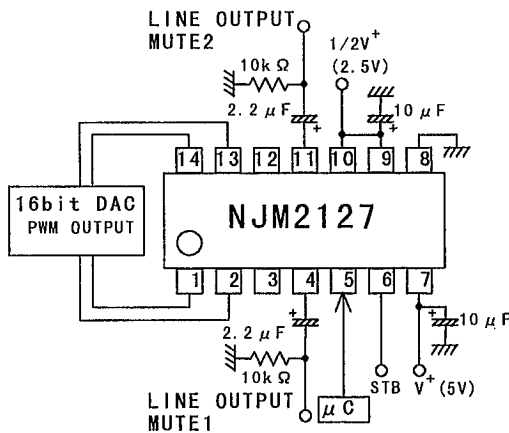 LINE OUTPUT
MUTE2
1/2V+
(2.5V)
10kΩ
2.2μF
10μF
14 13 12 11 10 9 8
16bit DAC
PWM OUTPUT
NJM2127
1 2 3 4 5 6 7
2.2μF
10μF
10kΩ
STB
V+(5V)
LINE OUTPUT
MUTE1
μC
+
+
+
+